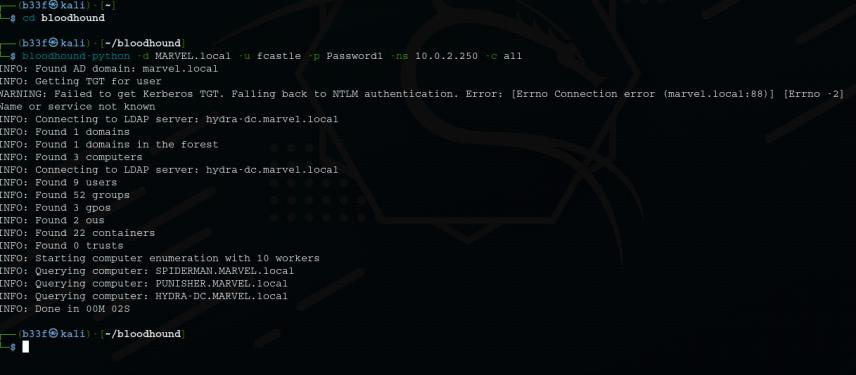 (b33f㉿kali)-[~]
$ cd bloodhound
(b33f㉿kali)-[~/bloodhound]
$ bloodhound-python -d MARVEL.local -u fcastle -p Password1 -ns 10.0.2.250 -c all
INFO: Found AD domain: marvel.local
INFO: Getting TGT for user
WARNING: Failed to get Kerberos TGT. Falling back to NTLM authentication. Error: [Errno Connection error (marvel.local:88)] [Errno -2]
Name or service not known
INFO: Connecting to LDAP server: hydra-dc.marvel.local
INFO: Found 1 domains
INFO: Found 1 domains in the forest
INFO: Found 3 computers
INFO: Connecting to LDAP server: hydra-dc.marvel.local
INFO: Found 9 users
INFO: Found 52 groups
INFO: Found 3 gpos
INFO: Found 2 ous
INFO: Found 22 containers
INFO: Found 0 trusts
INFO: Starting computer enumeration with 10 workers
INFO: Querying computer: SPIDERMAN.MARVEL.local
INFO: Querying computer: PUNISHER.MARVEL.local
INFO: Querying computer: HYDRA-DC.MARVEL.local
INFO: Done in 00M 02S
(b33f㉿kali)-[~/bloodhound]
$